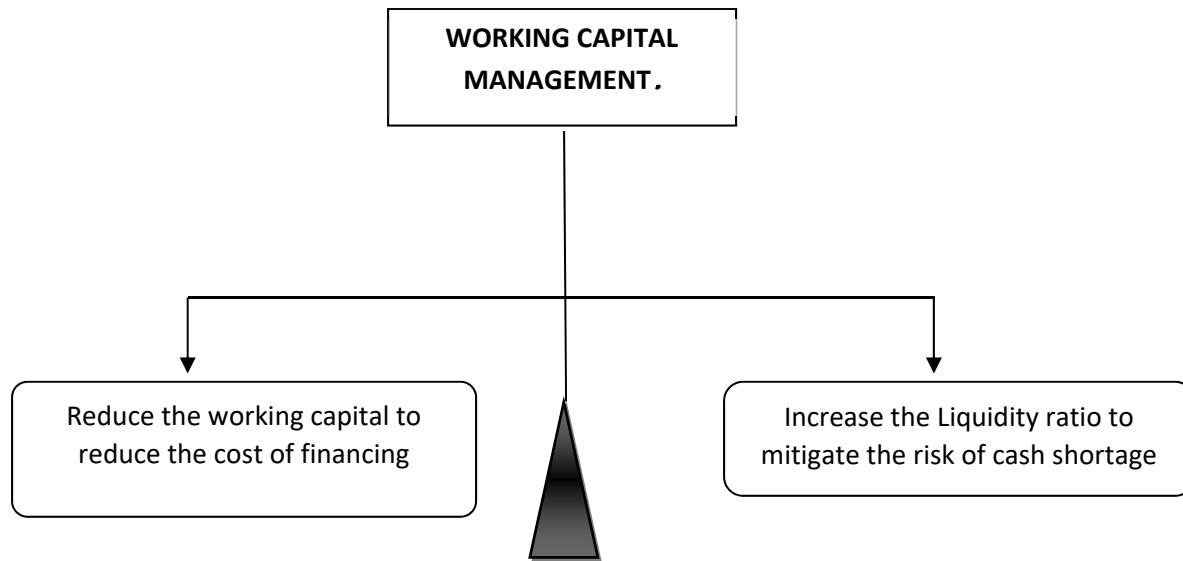 WORKING CAPITAL
MANAGEMENT.
Reduce the working capital to
reduce the cost of financing
Increase the Liquidity ratio to
mitigate the risk of cash shortage